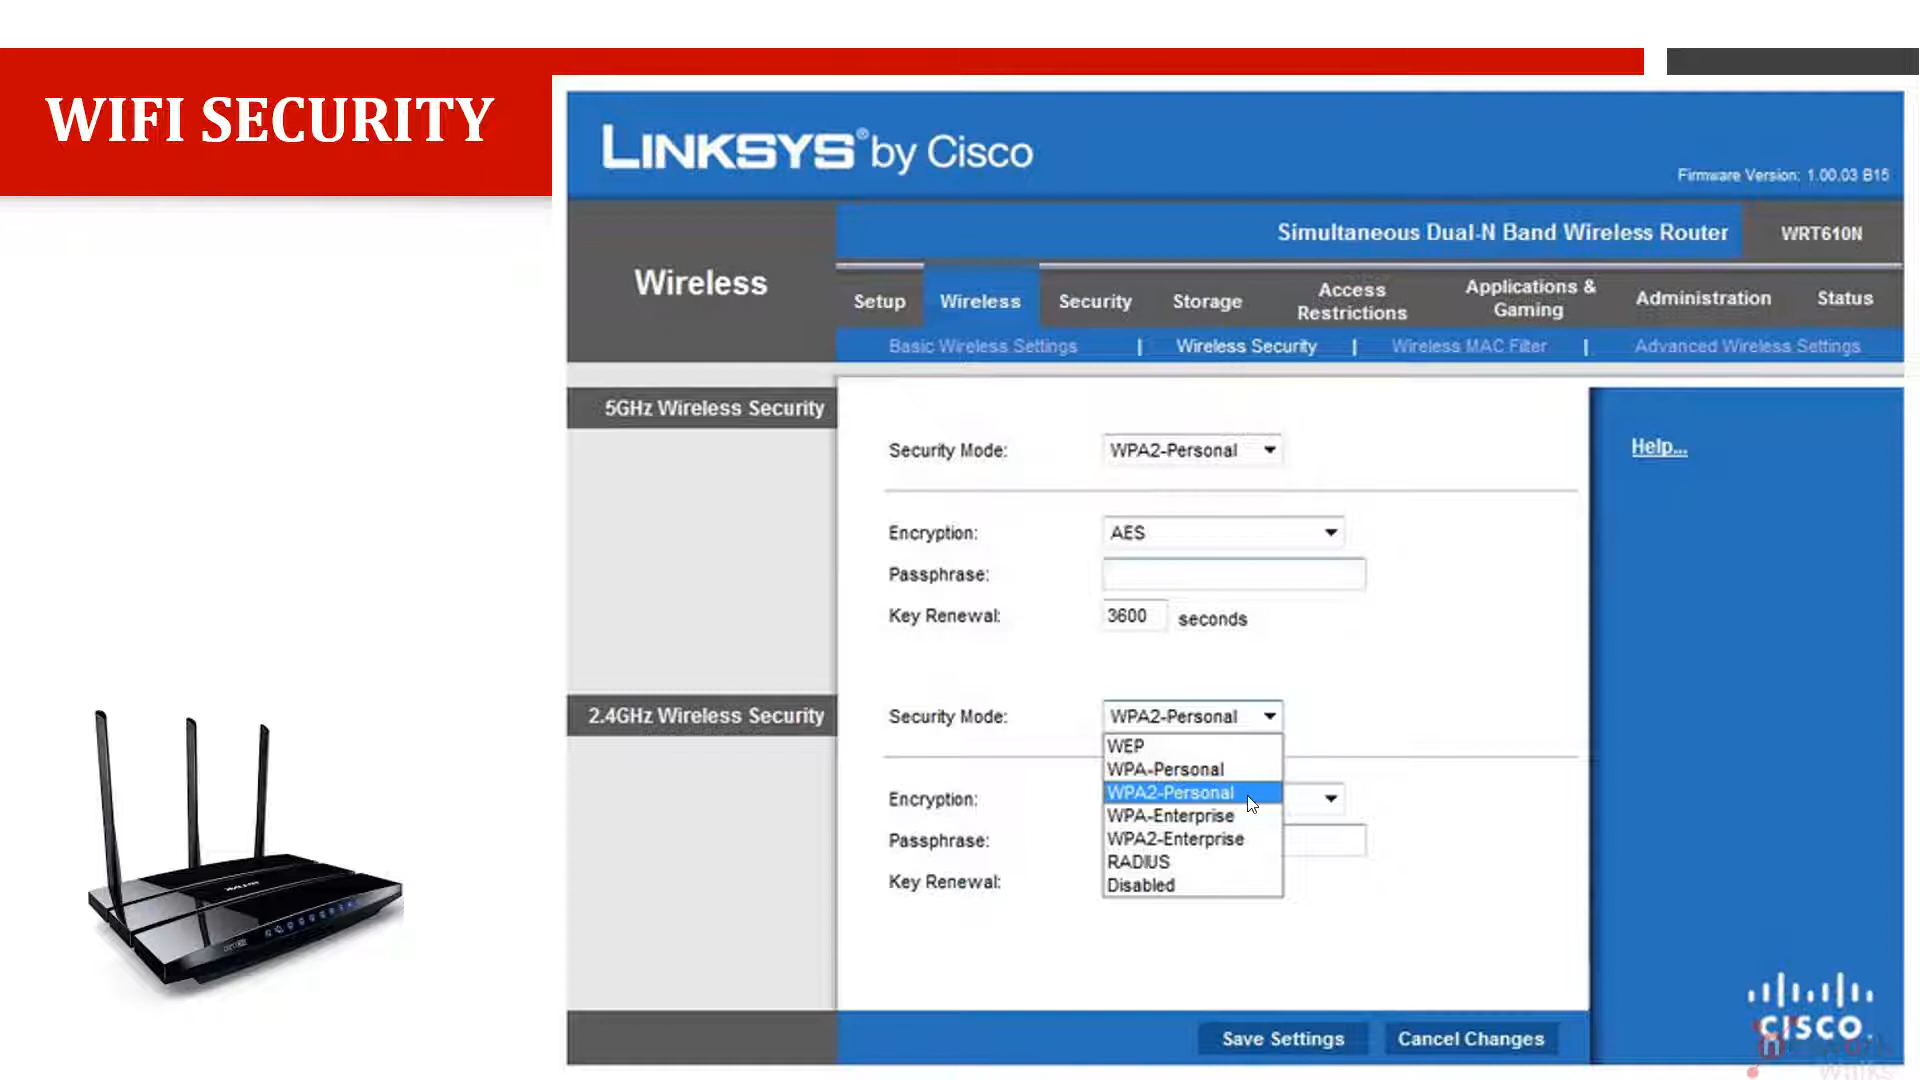 WIFI SECURITY
LINKSYS® by Cisco
Firmware Version: 1.00.03 B15
Simultaneous Dual-N Band Wireless Router WRT610N
Wireless
Setup Wireless Security Storage Access Restrictions Applications & Gaming Administration Status
Basic Wireless Settings | Wireless Security | Wireless MAC Filter | Advanced Wireless Settings
5GHz Wireless Security
Security Mode: WPA2-Personal
Help...
Encryption: AES
Passphrase:
Key Renewal: 3600 seconds
2.4GHz Wireless Security
Security Mode: WPA2-Personal
WEP
WPA-Personal
WPA2-Personal
WPA-Enterprise
WPA2-Enterprise
RADIUS
Disabled
Encryption:
Passphrase:
Key Renewal:
Save Settings Cancel Changes
CISCO.